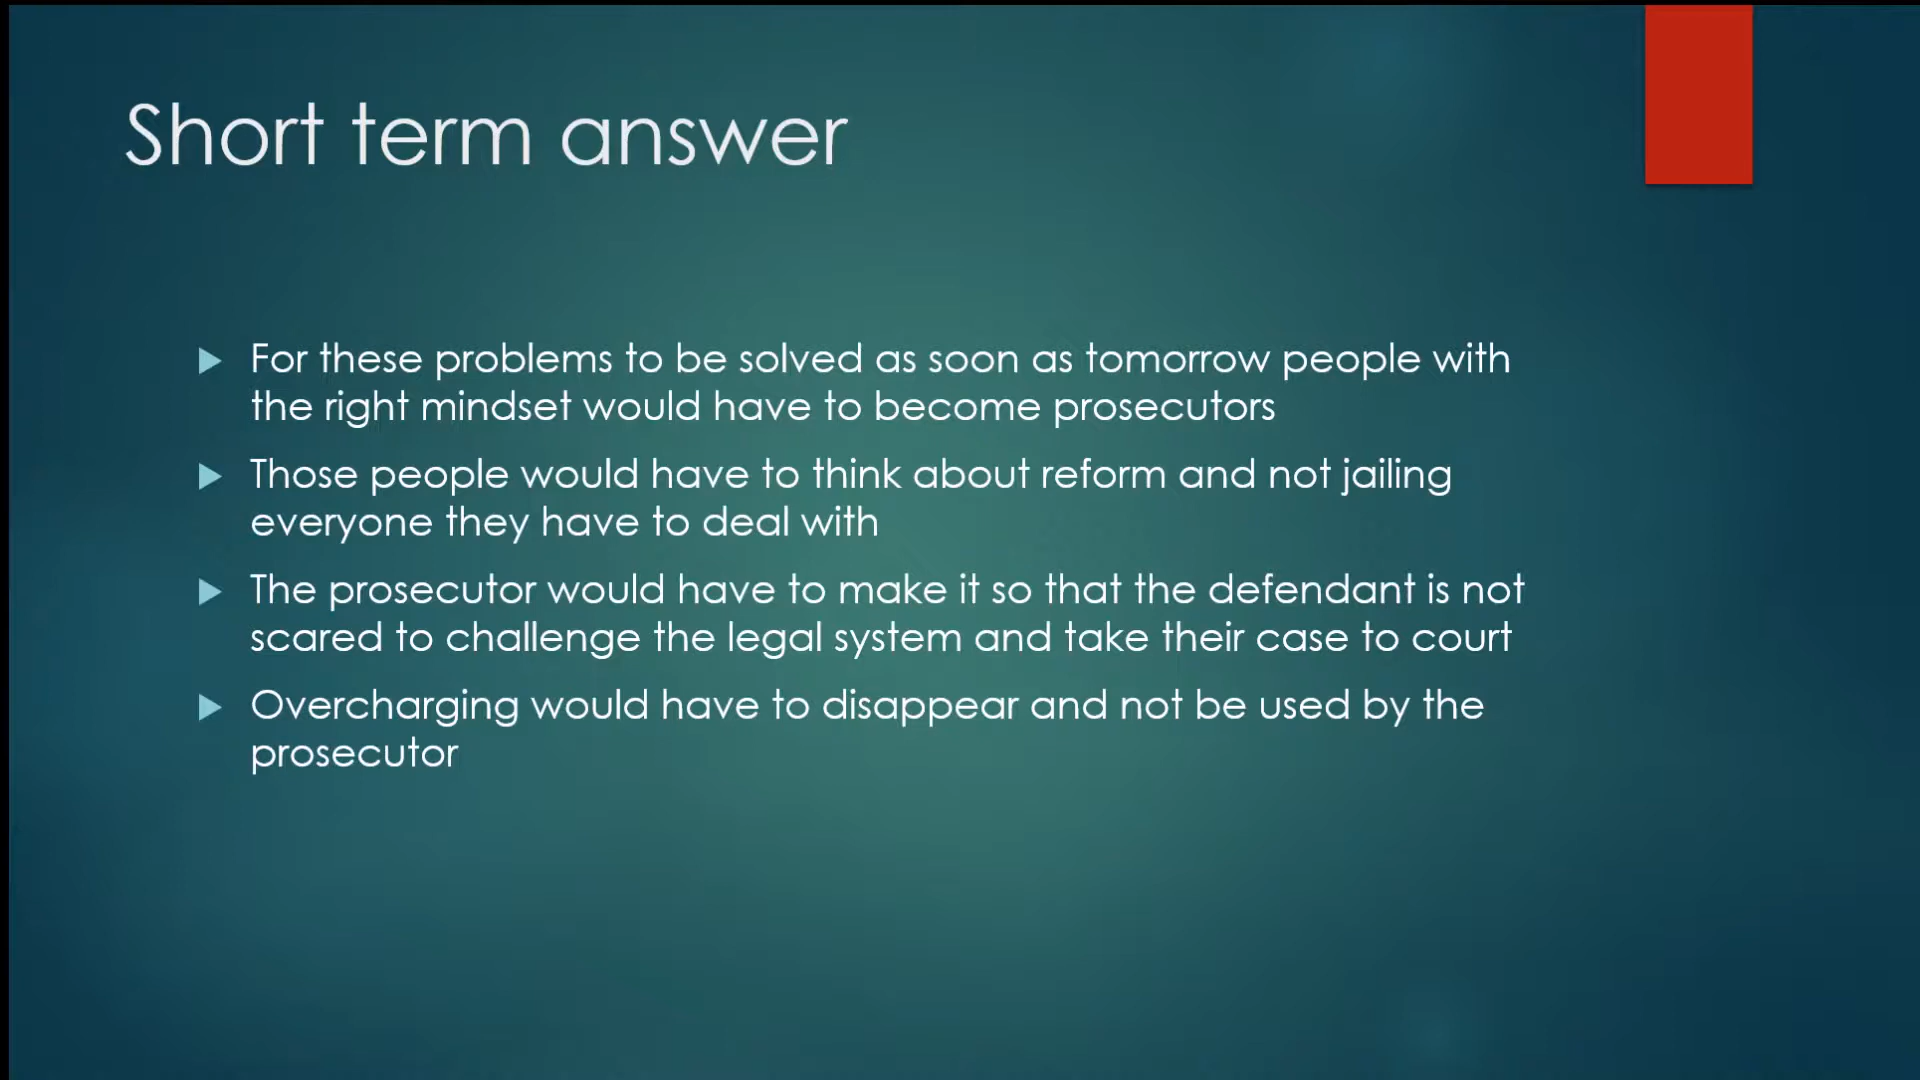 Short term answer
For these problems to be solved as soon as tomorrow people with
the right mindset would have to become prosecutors
Those people would have to think about reform and not jailing
everyone they have to deal with
The prosecutor would have to make it so that the defendant is not
scared to challenge the legal system and take their case to court
Overcharging would have to disappear and not be used by the
prosecutor